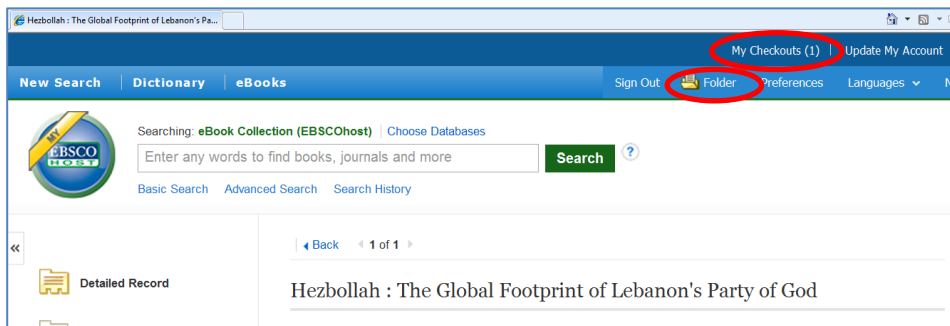 Hezbollah : The Global Footprint of Lebanon's Pa...
My Checkouts (1) | Update My Account
New Search | Dictionary | eBooks Sign Out Folder Preferences Languages
MY
EBSCO
HOST
Searching: eBook Collection (EBSCOhost) | Choose Databases
Enter any words to find books, journals and more Search ?
Basic Search Advanced Search Search History
« Back 1 of 1
Detailed Record
Hezbollah : The Global Footprint of Lebanon's Party of God